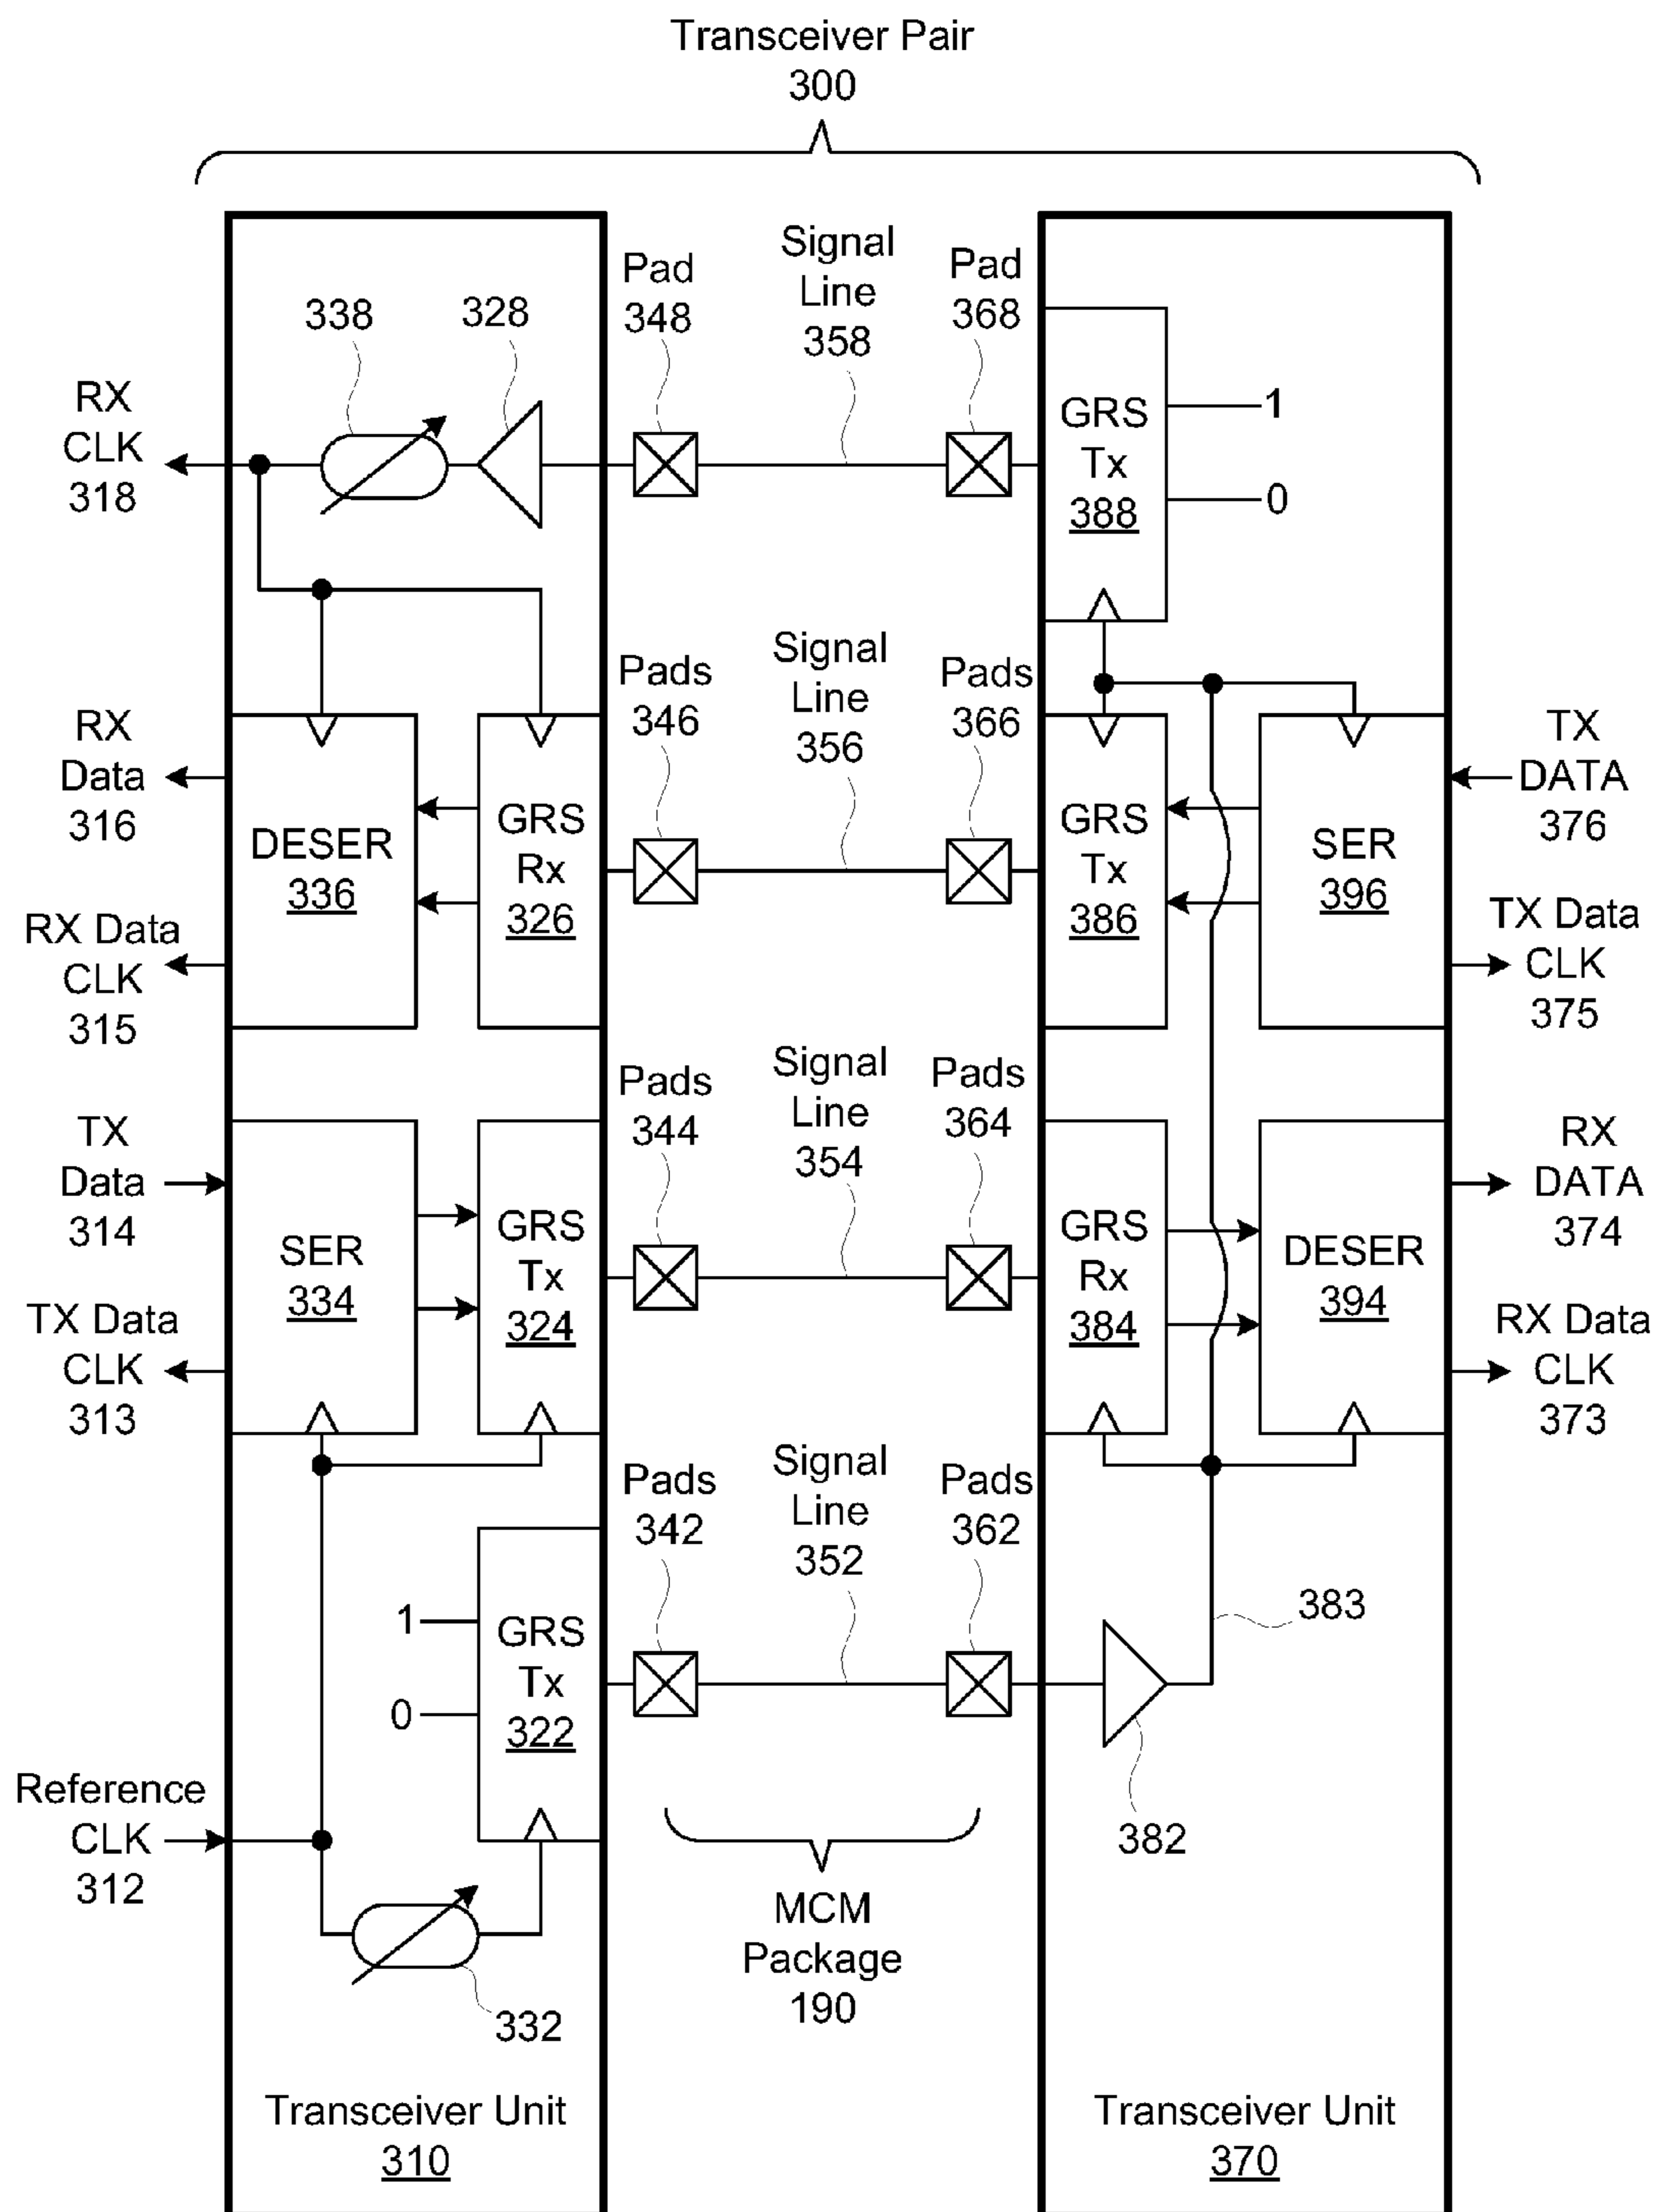 Transceiver Pair
300
338
328
Pad
348
Signal
Line
358
Pad
368
RX
CLK
318
GRS
Tx
388
1
0
RX
Data
316
RX Data
CLK
315
DESER
336
GRS
Rx
326
Pads
346
Signal
Line
356
Pads
366
GRS
Tx
386
SER
396
TX
DATA
376
TX Data
CLK
375
TX
Data
314
TX Data
CLK
313
SER
334
GRS
Tx
324
Pads
344
Signal
Line
354
Pads
364
GRS
Rx
384
DESER
394
RX
DATA
374
RX Data
CLK
373
1
0
GRS
Tx
322
Pads
342
Signal
Line
352
Pads
362
383
382
Reference
CLK
312
332
MCM
Package
190
Transceiver Unit
310
Transceiver Unit
370